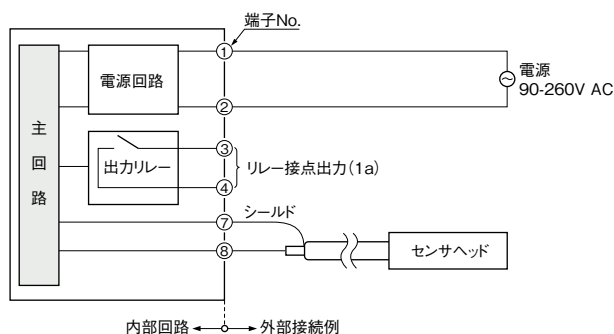 端子No.
①
電源回路
電源
90-260V AC
②
主回路
③
出力リレー
リレー接点出力(1a)
④
⑦
シールド
⑧
センサヘッド
内部回路
外部接続例